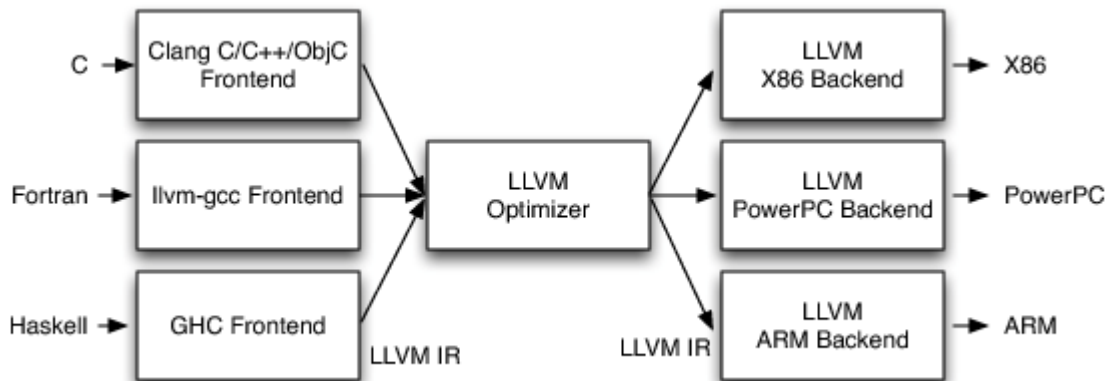 C
Clang C/C++/ObjC
Frontend
LLVM
X86 Backend
X86
Fortran
llvm-gcc Frontend
LLVM
Optimizer
LLVM
PowerPC Backend
PowerPC
Haskell
GHC Frontend
LLVM IR
LLVM IR
LLVM
ARM Backend
ARM